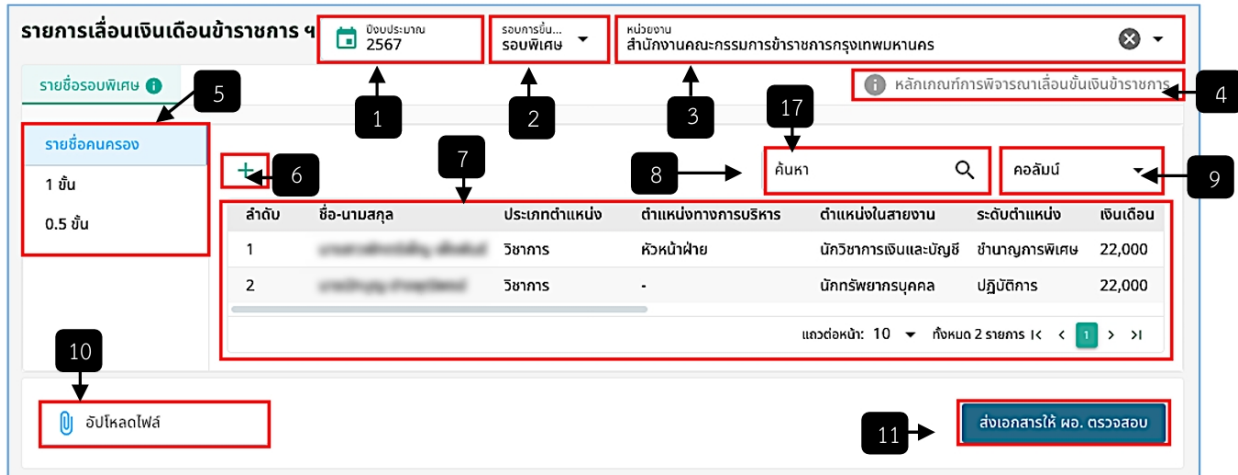 รายการเลื่อนเงินเดือนข้าราชการ ฯ
ปีงบประมาณ
2567
รอบการขึ้น...
รอบพิเศษ
หน่วยงาน
สำนักงานคณะกรรมการข้าราชการกรุงเทพมหานคร
รายชื่อรอบพิเศษ
5
1
2
3
17
หลักเกณฑ์การพิจารณาเลื่อนขั้นเงินข้าราชการ
4
รายชื่อคนครอง
1 ขั้น
0.5 ขั้น
6
7
8
ค้นหา
คอลัมน์
9
ลำดับ ชื่อ-นามสกุล ประเภทตำแหน่ง ตำแหน่งทางการบริหาร ตำแหน่งในสายงาน ระดับตำแหน่ง เงินเดือน
1 วิชาการ หัวหน้าฝ่าย นักวิชาการเงินและบัญชี ชำนาญการพิเศษ 22,000
2 วิชาการ - นักทรัพยากรบุคคล ปฏิบัติการ 22,000
แถวต่อหน้า: 10 ทั้งหมด 2 รายการ 1
10
อัปโหลดไฟล์
11
ส่งเอกสารให้ ผอ. ตรวจสอบ